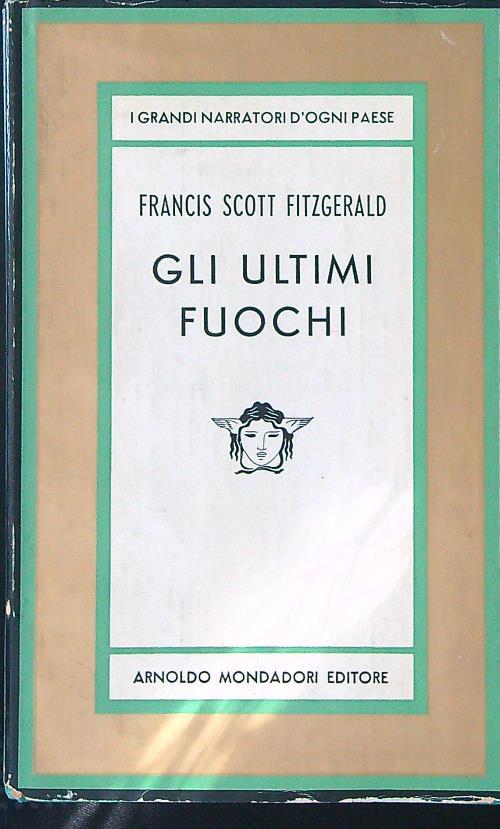 I GRANDI NARRATORI D'OGNI PAESE
FRANCIS SCOTT FITZGERALD
GLI ULTIMI
FUOCHI
ARNOLDO MONDADORI EDITORE